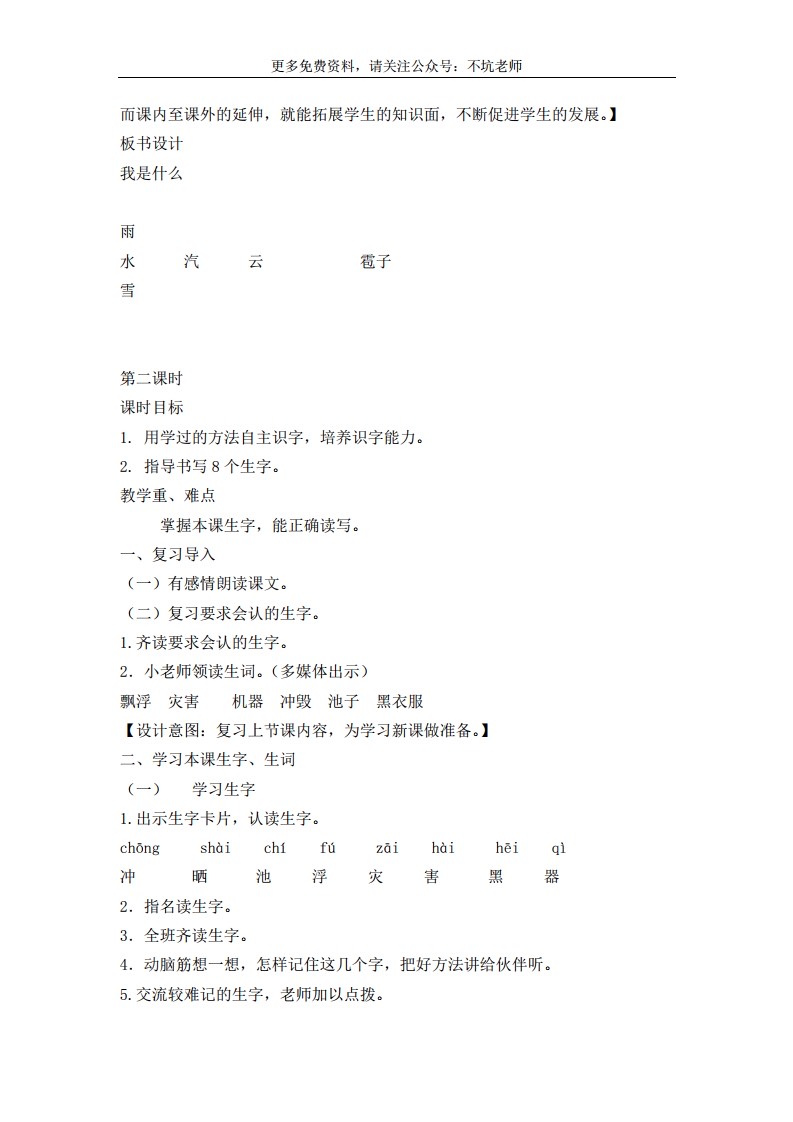 更多免费资料，请关注公众号：不坑老师
而课内至课外的延伸，就能拓展学生的知识面，不断促进学生的发展。】
板书设计
我是什么
雨
水 汽 云 雹子
雪
第二课时
课时目标
1. 用学过的方法自主识字，培养识字能力。
2. 指导书写 8 个生字。
教学重、难点
掌握本课生字，能正确读写。
一、复习导入
（一）有感情朗读课文。
（二）复习要求会认的生字。
1.齐读要求会认的生字。
2．小老师领读生词。（多媒体出示）
飘浮 灾害 机器 冲毁 池子 黑衣服
【设计意图：复习上节课内容，为学习新课做准备。】
二、学习本课生字、生词
（一） 学习生字
1.出示生字卡片，认读生字。
chōng shài chí fú zāi hài hēi qì
冲 晒 池 浮 灾 害 黑 器
2．指名读生字。
3．全班齐读生字。
4．动脑筋想一想，怎样记住这几个字，把好方法讲给伙伴听。
5.交流较难记的生字，老师加以点拨。